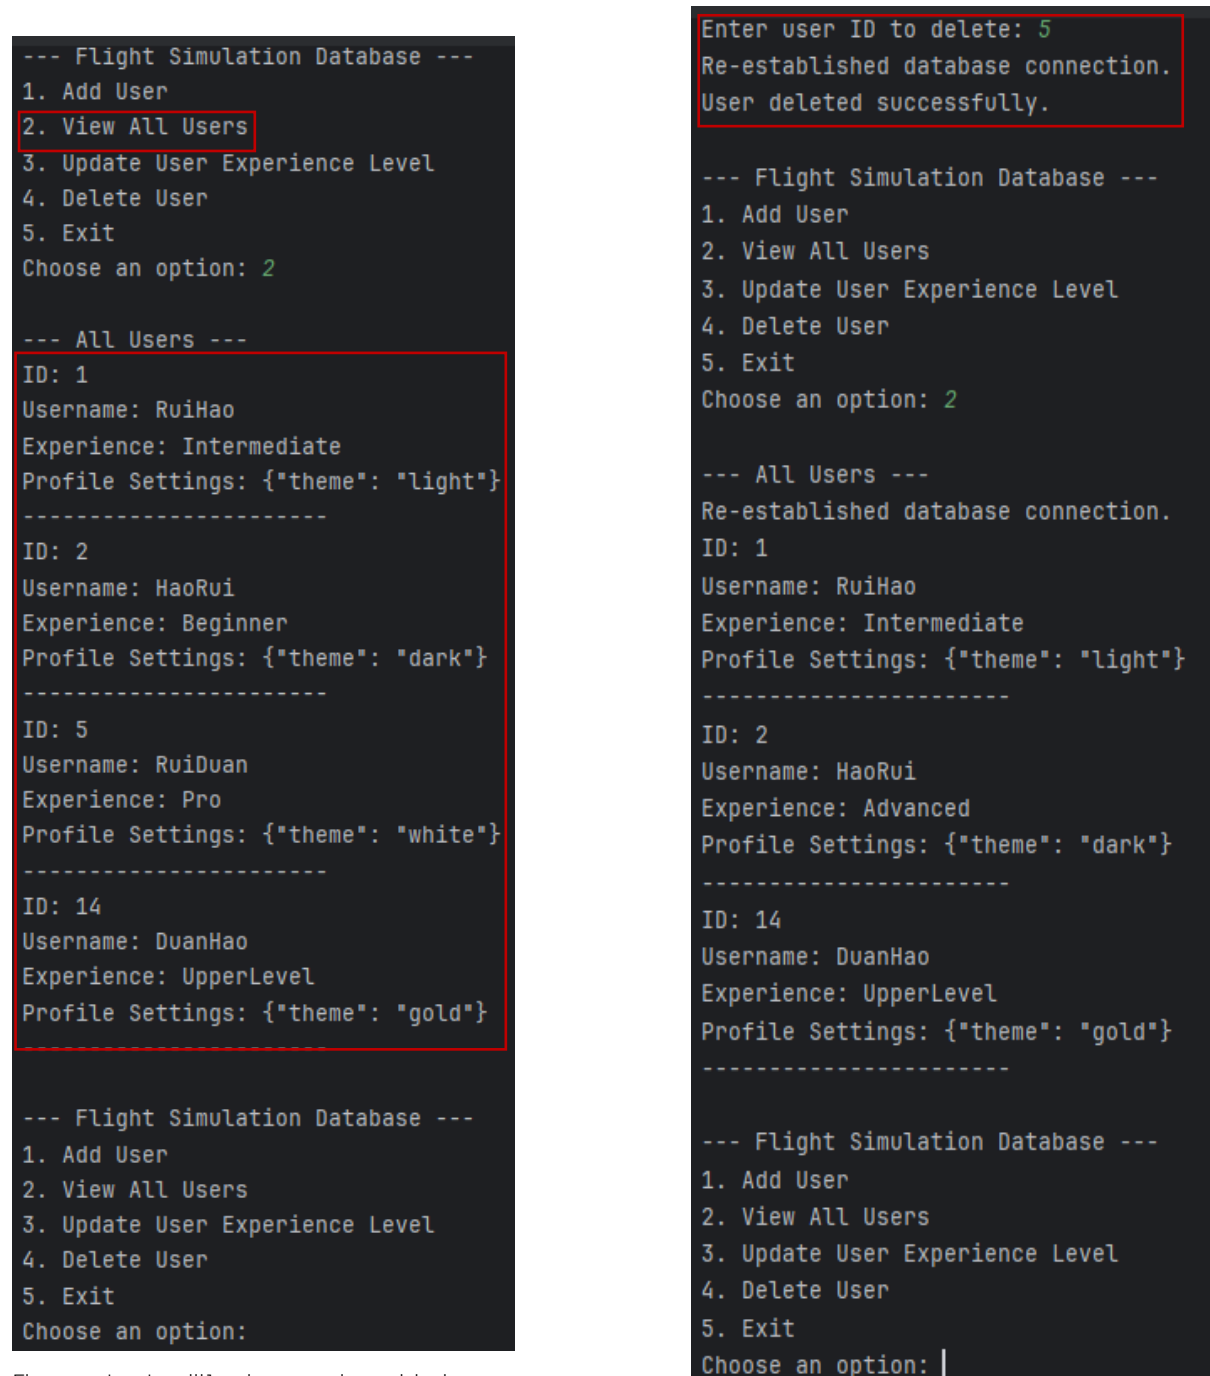 --- Flight Simulation Database ---
1. Add User
2. View All Users
3. Update User Experience Level
4. Delete User
5. Exit
Choose an option: 2
--- All Users ---
ID: 1
Username: RuiHao
Experience: Intermediate
Profile Settings: {"theme": "light"}
-----------------------
ID: 2
Username: HaoRui
Experience: Beginner
Profile Settings: {"theme": "dark"}
-----------------------
ID: 5
Username: RuiDuan
Experience: Pro
Profile Settings: {"theme": "white"}
-----------------------
ID: 14
Username: DuanHao
Experience: UpperLevel
Profile Settings: {"theme": "gold"}
-----------------------
--- Flight Simulation Database ---
1. Add User
2. View All Users
3. Update User Experience Level
4. Delete User
5. Exit
Choose an option:
Enter user ID to delete: 5
Re-established database connection.
User deleted successfully.
--- Flight Simulation Database ---
1. Add User
2. View All Users
3. Update User Experience Level
4. Delete User
5. Exit
Choose an option: 2
--- All Users ---
Re-established database connection.
ID: 1
Username: RuiHao
Experience: Intermediate
Profile Settings: {"theme": "light"}
-----------------------
ID: 2
Username: HaoRui
Experience: Advanced
Profile Settings: {"theme": "dark"}
-----------------------
ID: 14
Username: DuanHao
Experience: UpperLevel
Profile Settings: {"theme": "gold"}
-----------------------
--- Flight Simulation Database ---
1. Add User
2. View All Users
3. Update User Experience Level
4. Delete User
5. Exit
Choose an option: